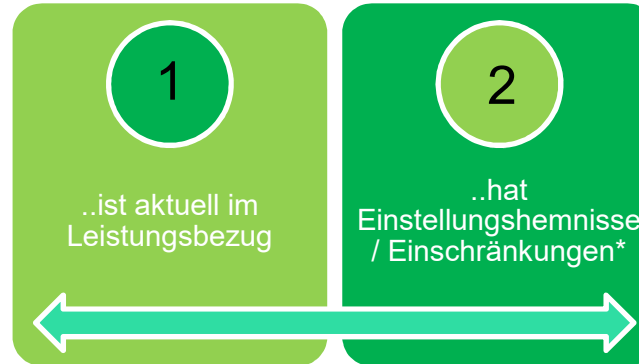 1
..ist aktuell im
Leistungsbezug
2
..hat
Einstellungshemnisse
/ Einschränkungen*